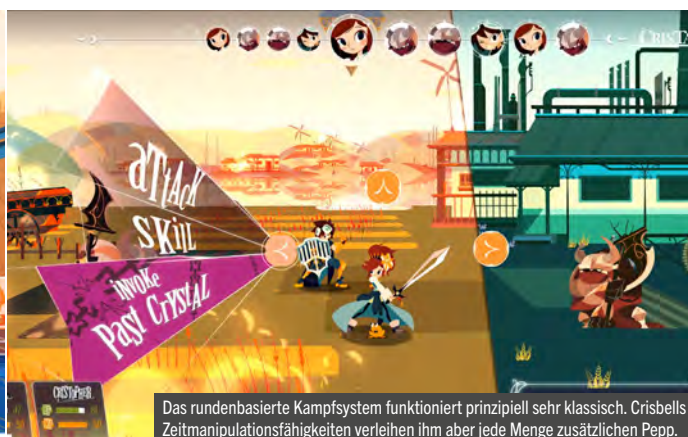 CRIS
ATTACK
SKILL
INVOKE
PAST CRYSTAL
CRISTOPHER
Das rundenbasierte Kampfsystem funktioniert prinzipiell sehr klassisch. Crisbells
Zeitmanipulationsfähigkeiten verleihen ihm aber jede Menge zusätzlichen Pepp.